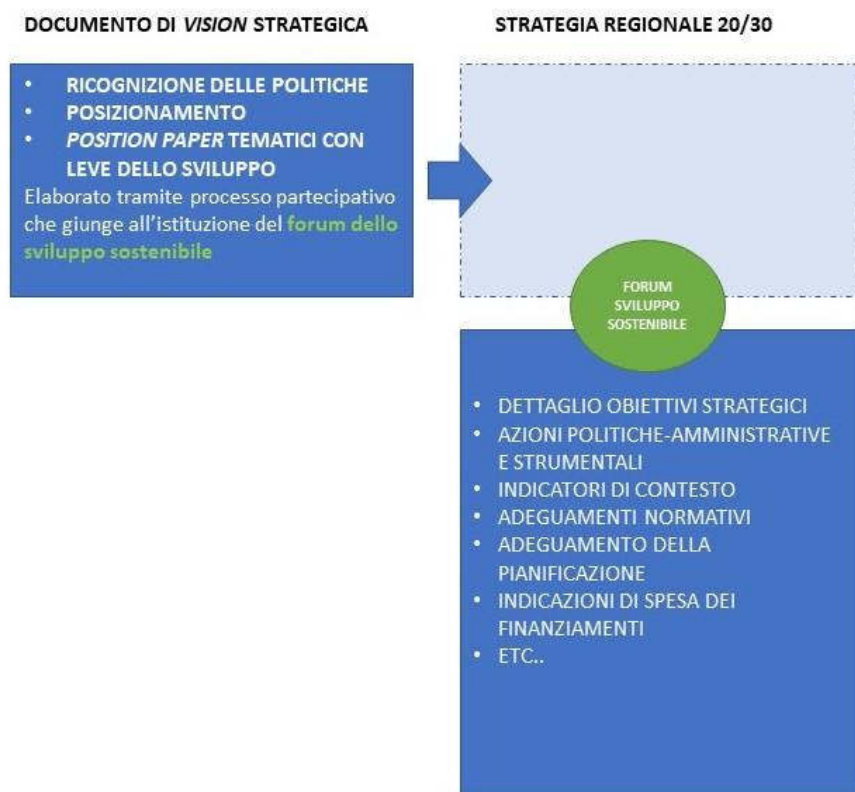 DOCUMENTO DI VISION STRATEGICA
• RICOGNIZIONE DELLE POLITICHE
• POSIZIONAMENTO
• POSITION PAPER TEMATICI CON
LEVE DELLO SVILUPPO
Elaborato tramite processo partecipativo
che giunge all’istituzione del forum dello
sviluppo sostenibile
STRATEGIA REGIONALE 20/30
FORUM
SVILUPPO
SOSTENIBILE
• DETTAGLIO OBIETTIVI STRATEGICI
• AZIONI POLITICHE-AMMINISTRATIVE
E STRUMENTALI
• INDICATORI DI CONTESTO
• ADEGUAMENTI NORMATIVI
• ADEGUAMENTO DELLA
PIANIFICAZIONE
• INDICAZIONI DI SPESA DEI
FINANZIAMENTI
• ETC..